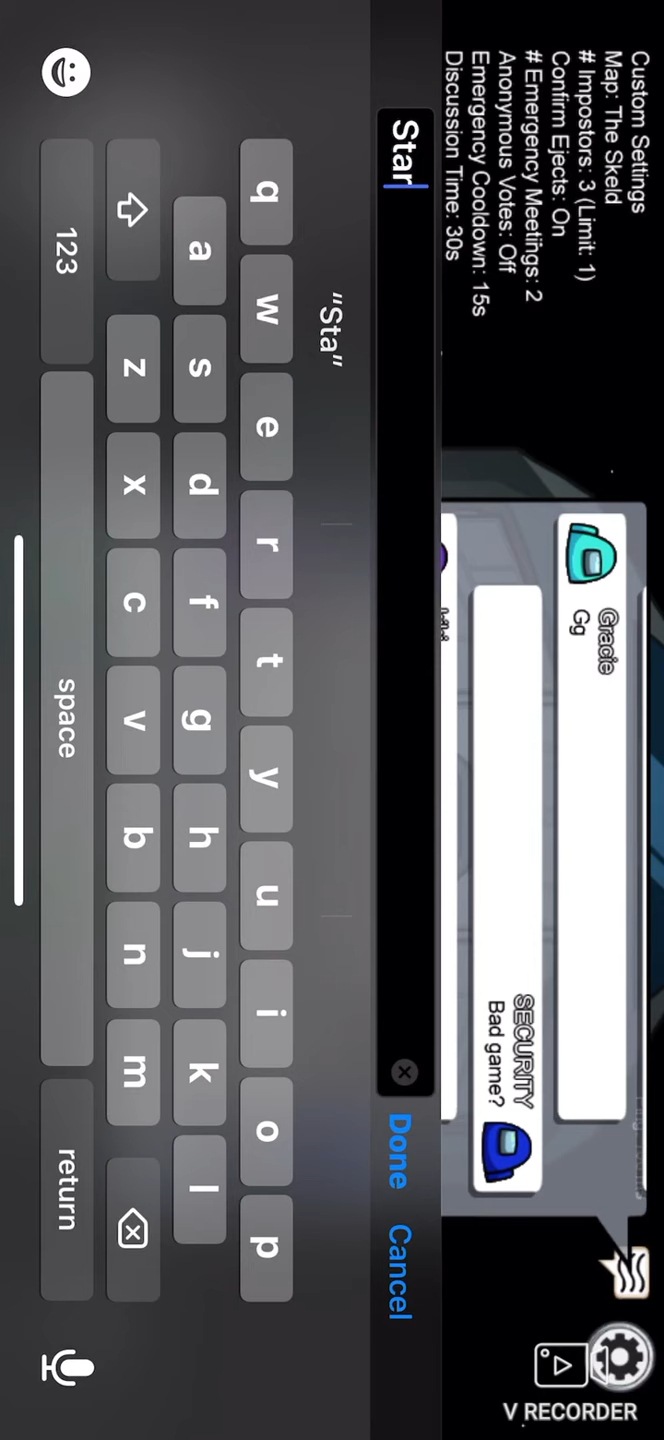 Custom Settings
Map: The Skeld
# Impostors: 3 (Limit: 1)
Confirm Ejects: On
# Emergency Meetings: 2
Anonymous Votes: Off
Emergency Cooldown: 15s
Discussion Time: 30s
Gracie
Gg
SECURITY
Bad game?
V RECORDER
Star
Done
Cancel
"Sta"
q w e r t y u i o p
a s d f g h j k l
z x c v b n m
123
space
return